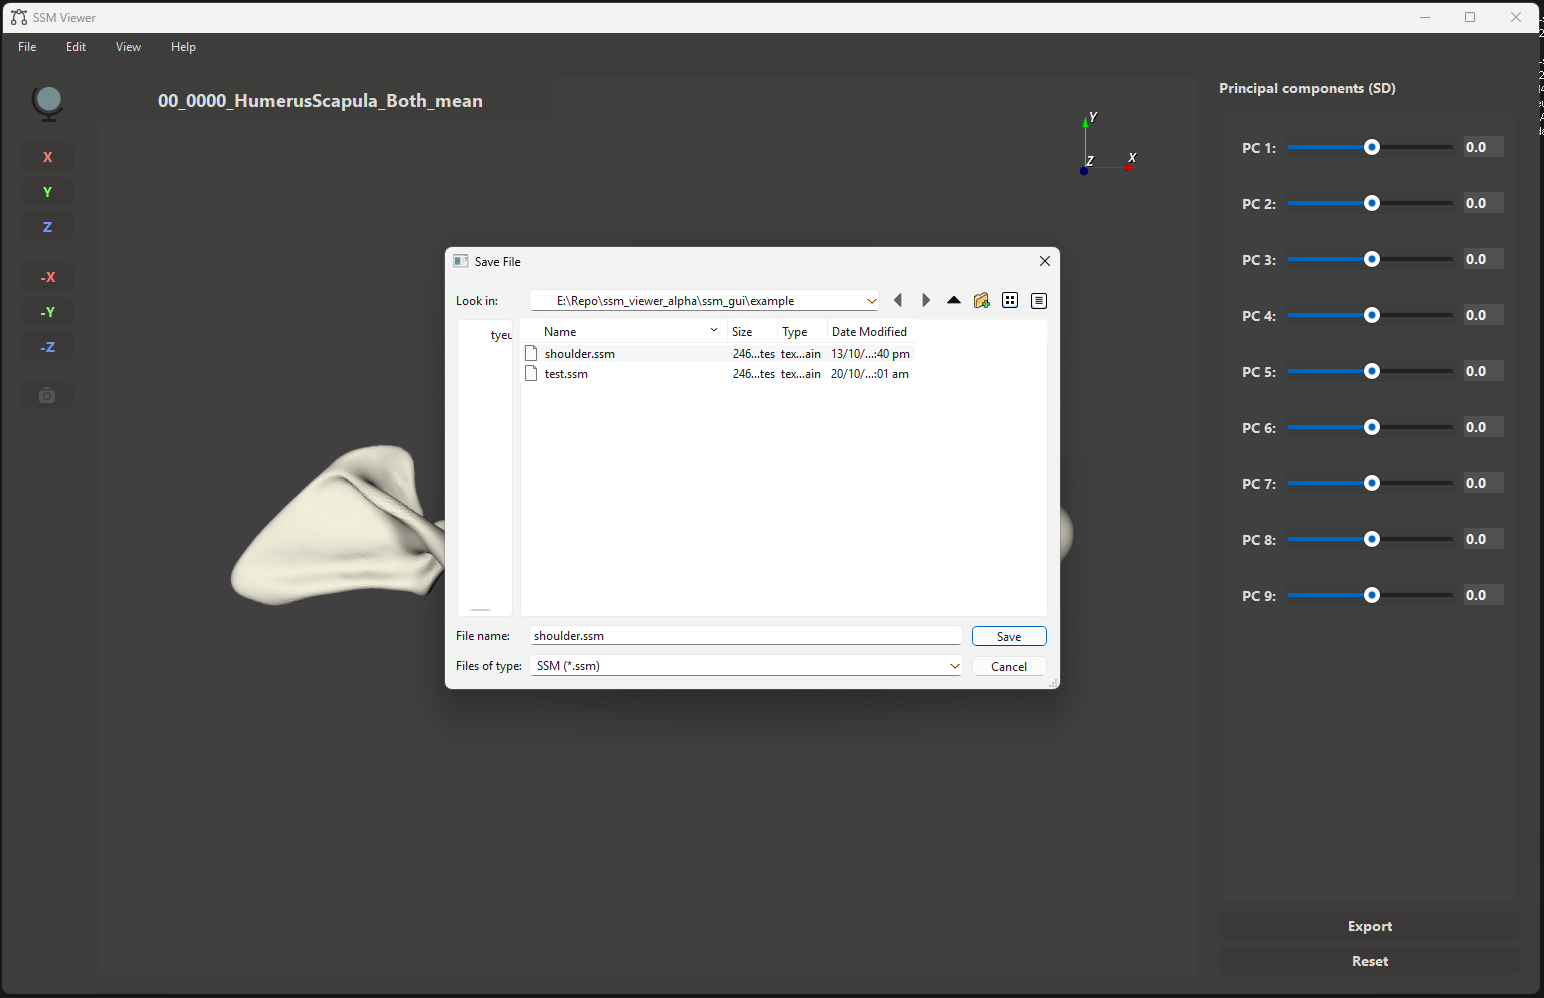 SSM Viewer
File Edit View Help
00_0000_HumerusScapula_Both_mean
X
Y
Z
-X
-Y
-Z
Y
Z X
Save File
Look in: E:\Repo\ssm_viewer_alpha\ssm_gui\example
tyeu
Name Size Type Date Modified
shoulder.ssm 246...tes tex...ain 13/10/...:40 pm
test.ssm 246...tes tex...ain 20/10/...:01 am
File name: shoulder.ssm Save
Files of type: SSM (*.ssm) Cancel
Principal components (SD)
PC 1: 0.0
PC 2: 0.0
PC 3: 0.0
PC 4: 0.0
PC 5: 0.0
PC 6: 0.0
PC 7: 0.0
PC 8: 0.0
PC 9: 0.0
Export
Reset